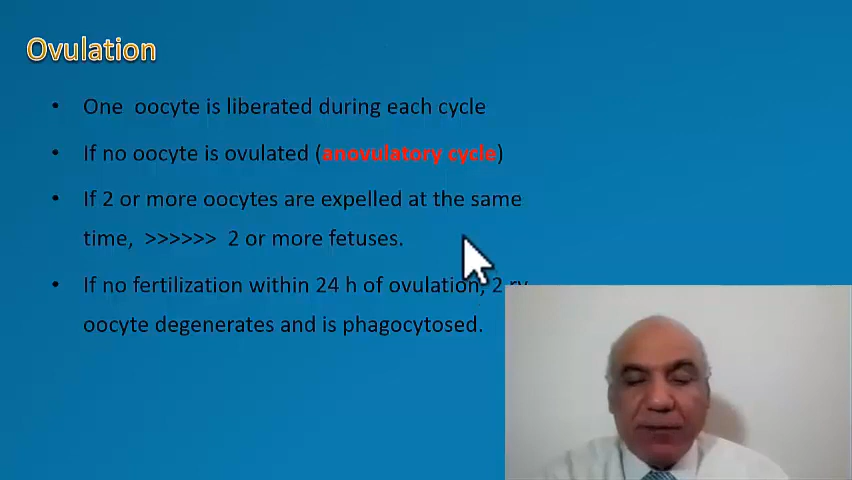 Ovulation
• One oocyte is liberated during each cycle
• If no oocyte is ovulated (anovulatory cycle)
• If 2 or more oocytes are expelled at the same
time, >>>>>> 2 or more fetuses.
• If no fertilization within 24 h of ovulation, 2 ry
oocyte degenerates and is phagocytosed.